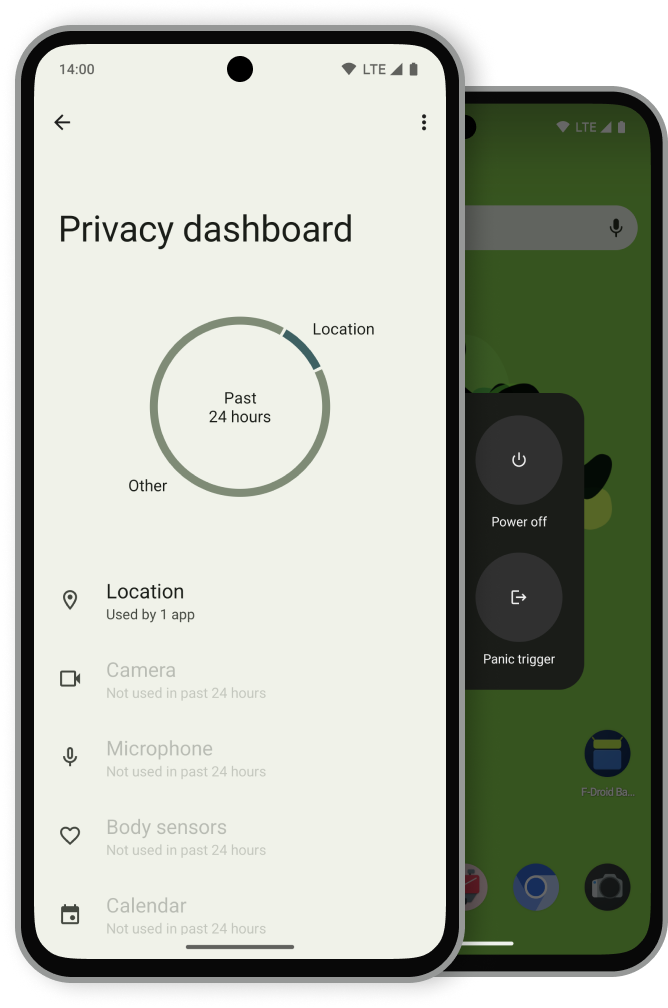 14:00
LTE
Privacy dashboard
Location
Past
24 hours
Other
Location
Used by 1 app
Camera
Not used in past 24 hours
Microphone
Not used in past 24 hours
Body sensors
Not used in past 24 hours
Calendar
Not used in past 24 hours
LTE
Power off
Panic trigger
F-Droid Ba...